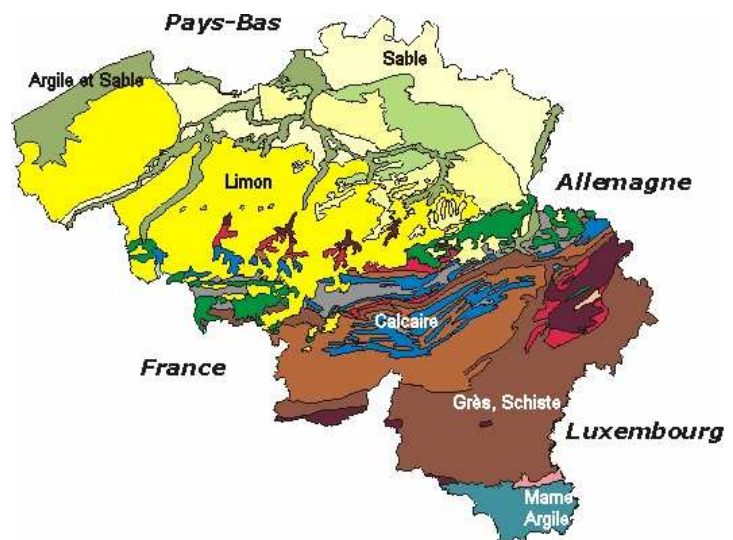 Pays-Bas
Sable
Argile et Sable
Limon
Allemagne
Calcaire
France
Grès, Schiste
Luxembourg
Marne
Argile